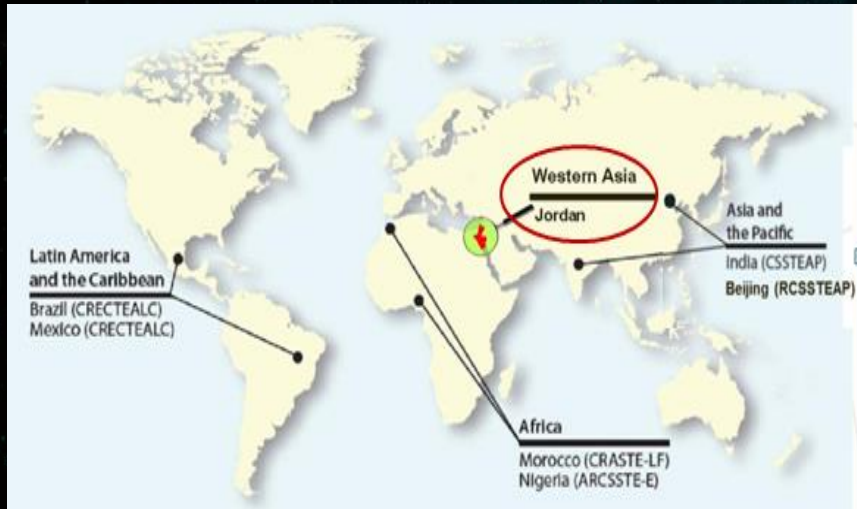 Western Asia
Jordan
Asia and
the Pacific
India (CSSTEAP)
Beijing (RCSSTEAP)
Latin America
and the Caribbean
Brazil (CRECTEALC)
Mexico (CRECTEALC)
Africa
Morocco (CRASTE-LF)
Nigeria (ARCSSTE-E)